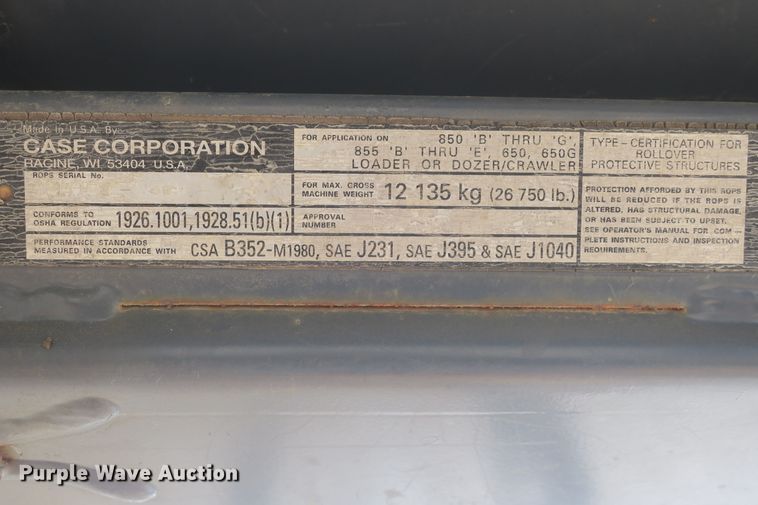 Made In U.S.A. By:
CASE CORPORATION
RACINE, WI 53404 U.S.A.
ROPS SERIAL No.
CONFORMS TO OSHA REGULATION 1926.1001,1928.51(b)(1)
PERFORMANCE STANDARDS MEASURED IN ACCORDANCE WITH CSA B352-M1980, SAE J231, SAE J395 & SAE J1040
FOR APPLICATION ON 850 'B' THRU 'G',
855 'B' THRU 'E', 650, 650G
LOADER OR DOZER/CRAWLER
FOR MAX. GROSS MACHINE WEIGHT 12 135 kg (26 750 lb.)
APPROVAL
NUMBER
TYPE - CERTIFICATION FOR
ROLLOVER
PROTECTIVE STRUCTURES
PROTECTION AFFORDED BY THIS ROPS
WILL BE REDUCED IF THE ROPS IS
ALTERED, HAS STRUCTURAL DAMAGE,
OR HAS BEEN SUBJECT TO UPSET.
SEE OPERATOR'S MANUAL FOR COM-
PLETE INSTRUCTIONS AND INSPECTION
REQUIREMENTS.
Purple Wave Auction